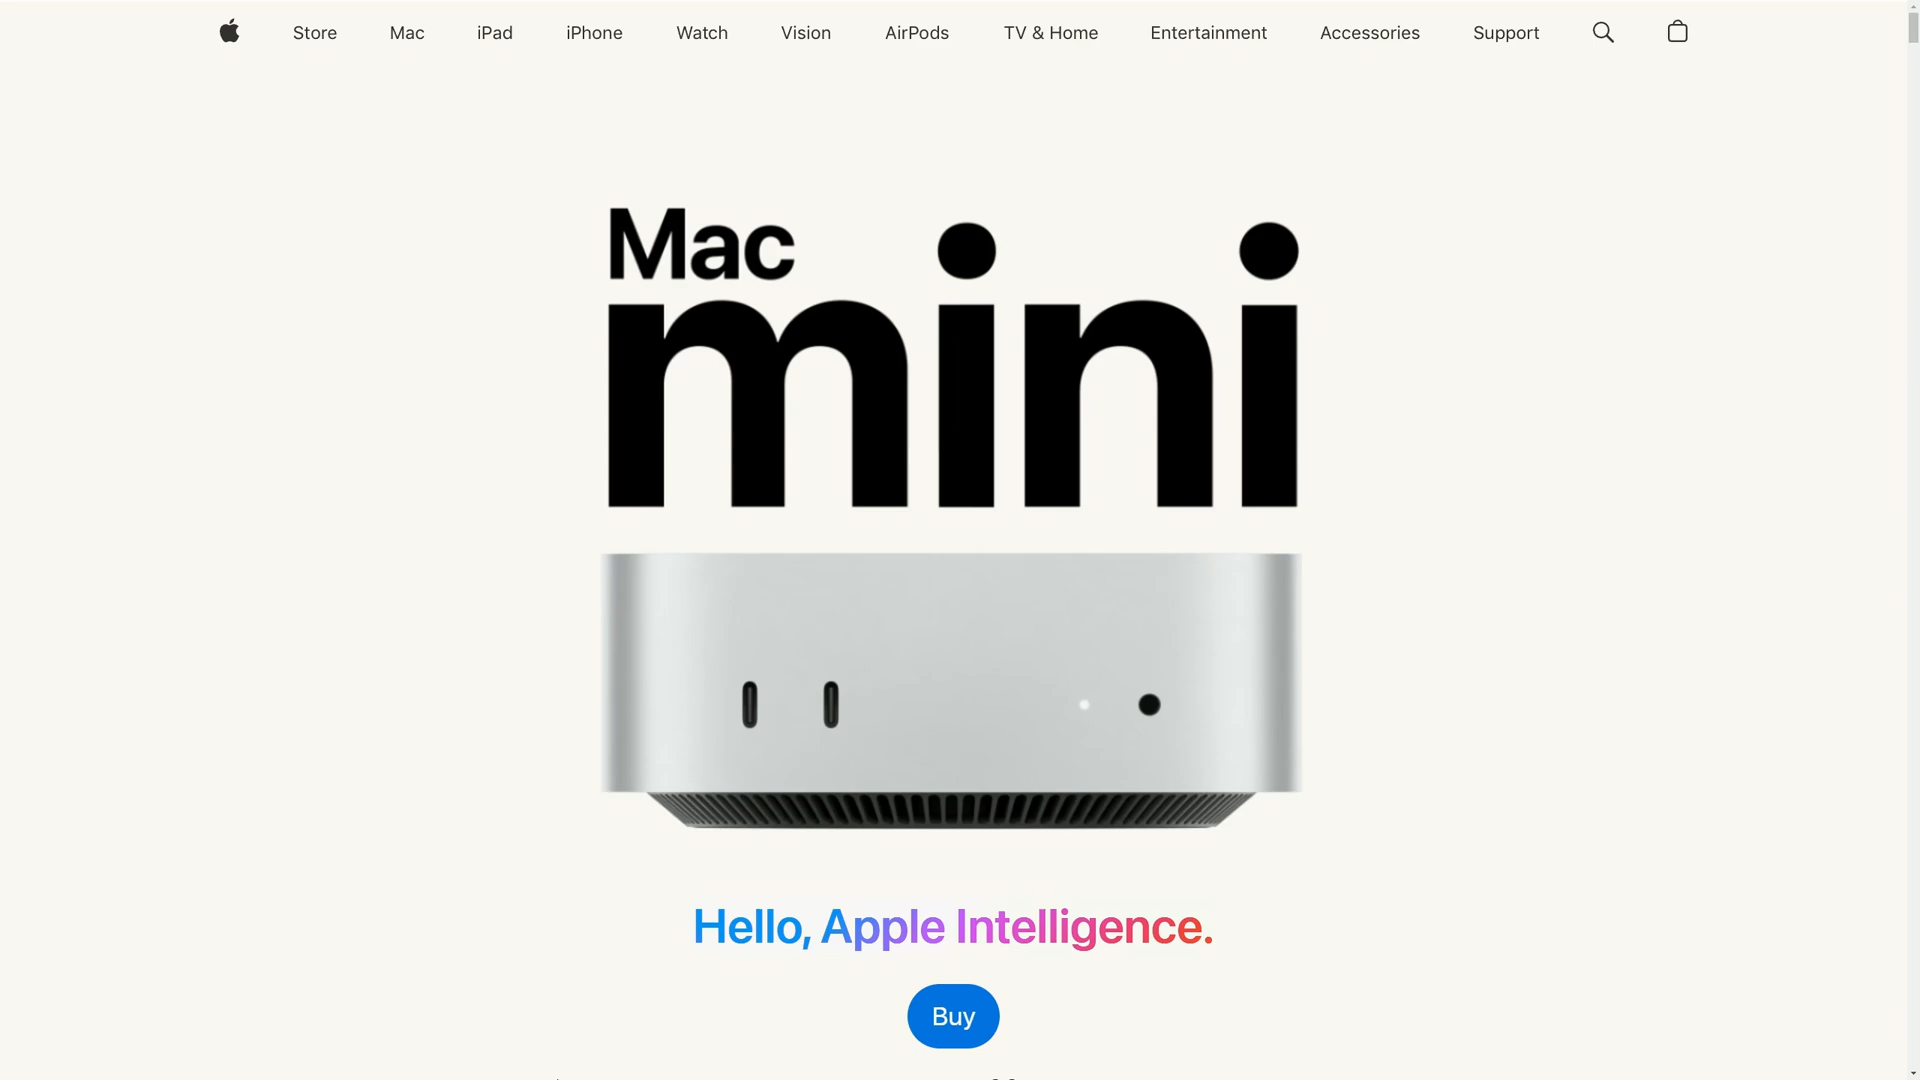 Store Mac iPad iPhone Watch Vision AirPods TV & Home Entertainment Accessories Support
Mac
mini
Hello, Apple Intelligence.
Buy